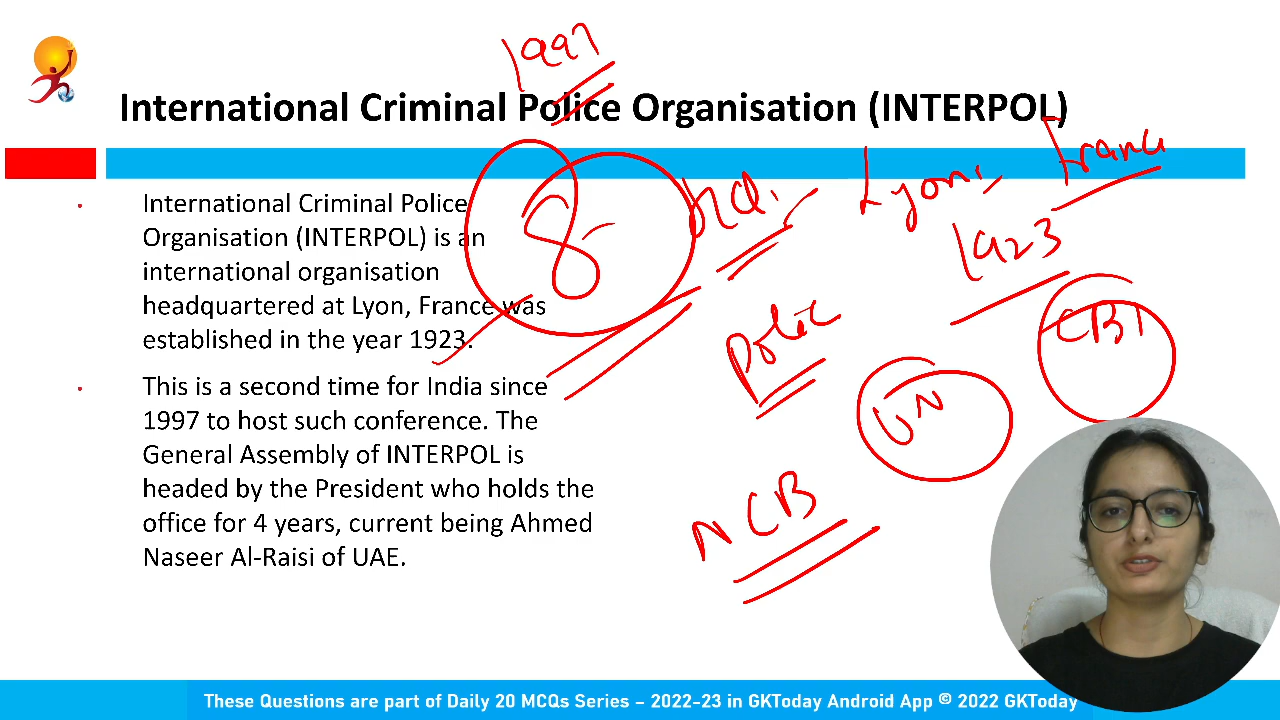 1997
International Criminal Police Organisation (INTERPOL)
International Criminal Police
Organisation (INTERPOL) is an
international organisation
headquartered at Lyon, France was
established in the year 1923.
This is a second time for India since
1997 to host such conference. The
General Assembly of INTERPOL is
headed by the President who holds the
office for 4 years, current being Ahmed
Naseer Al-Raisi of UAE.
8
HQ.
Lyon,
France
1923
Police
CBI
UN
NCB
These Questions are part of Daily 20 MCQs Series – 2022-23 in GKToday Android App © 2022 GKToday